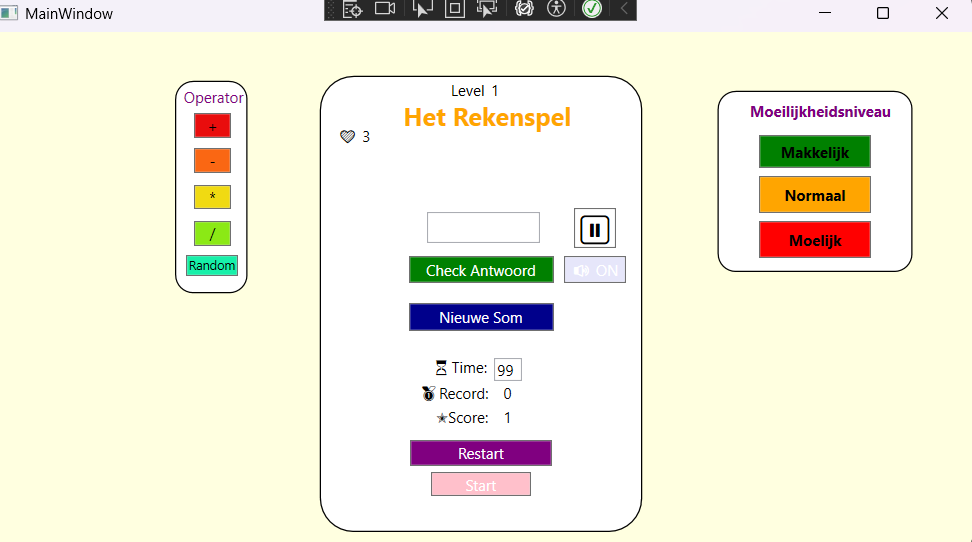 MainWindow
Operator
+
-
*
/
Random
Level 1
Het Rekenspel
3
Check Antwoord
ON
Nieuwe Som
Time: 99
Record: 0
Score: 1
Restart
Start
Moeilijkheidsniveau
Makkelijk
Normaal
Moelijk